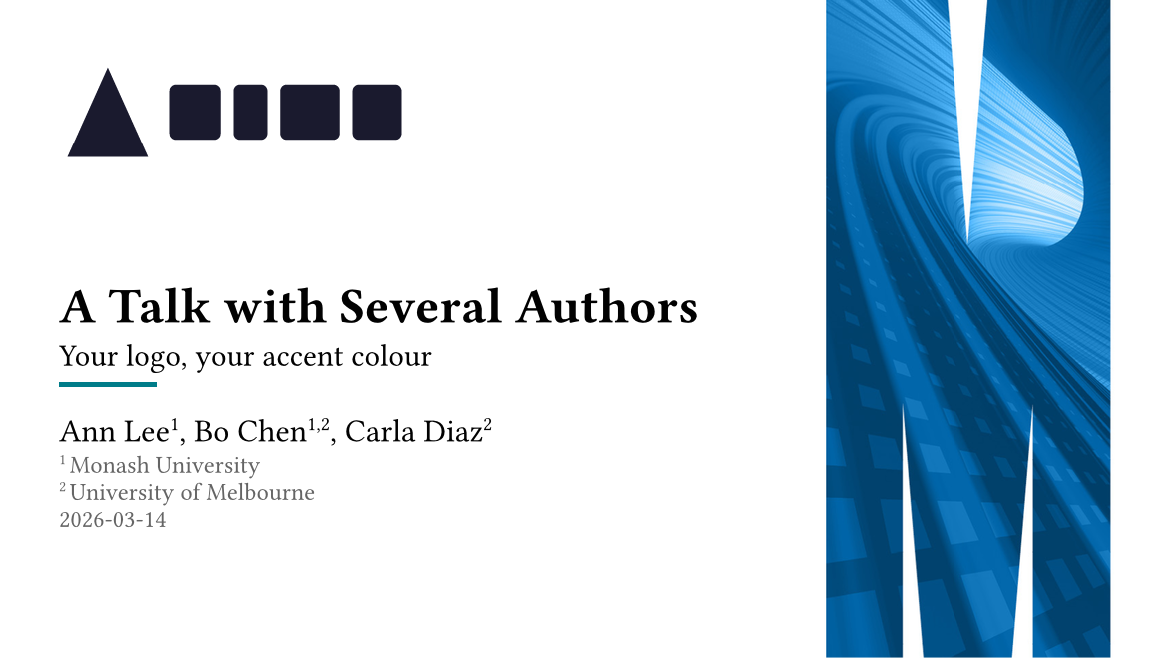 A Talk with Several Authors
Your logo, your accent colour
Ann Lee¹, Bo Chen¹,², Carla Diaz²
¹ Monash University
² University of Melbourne
2026-03-14